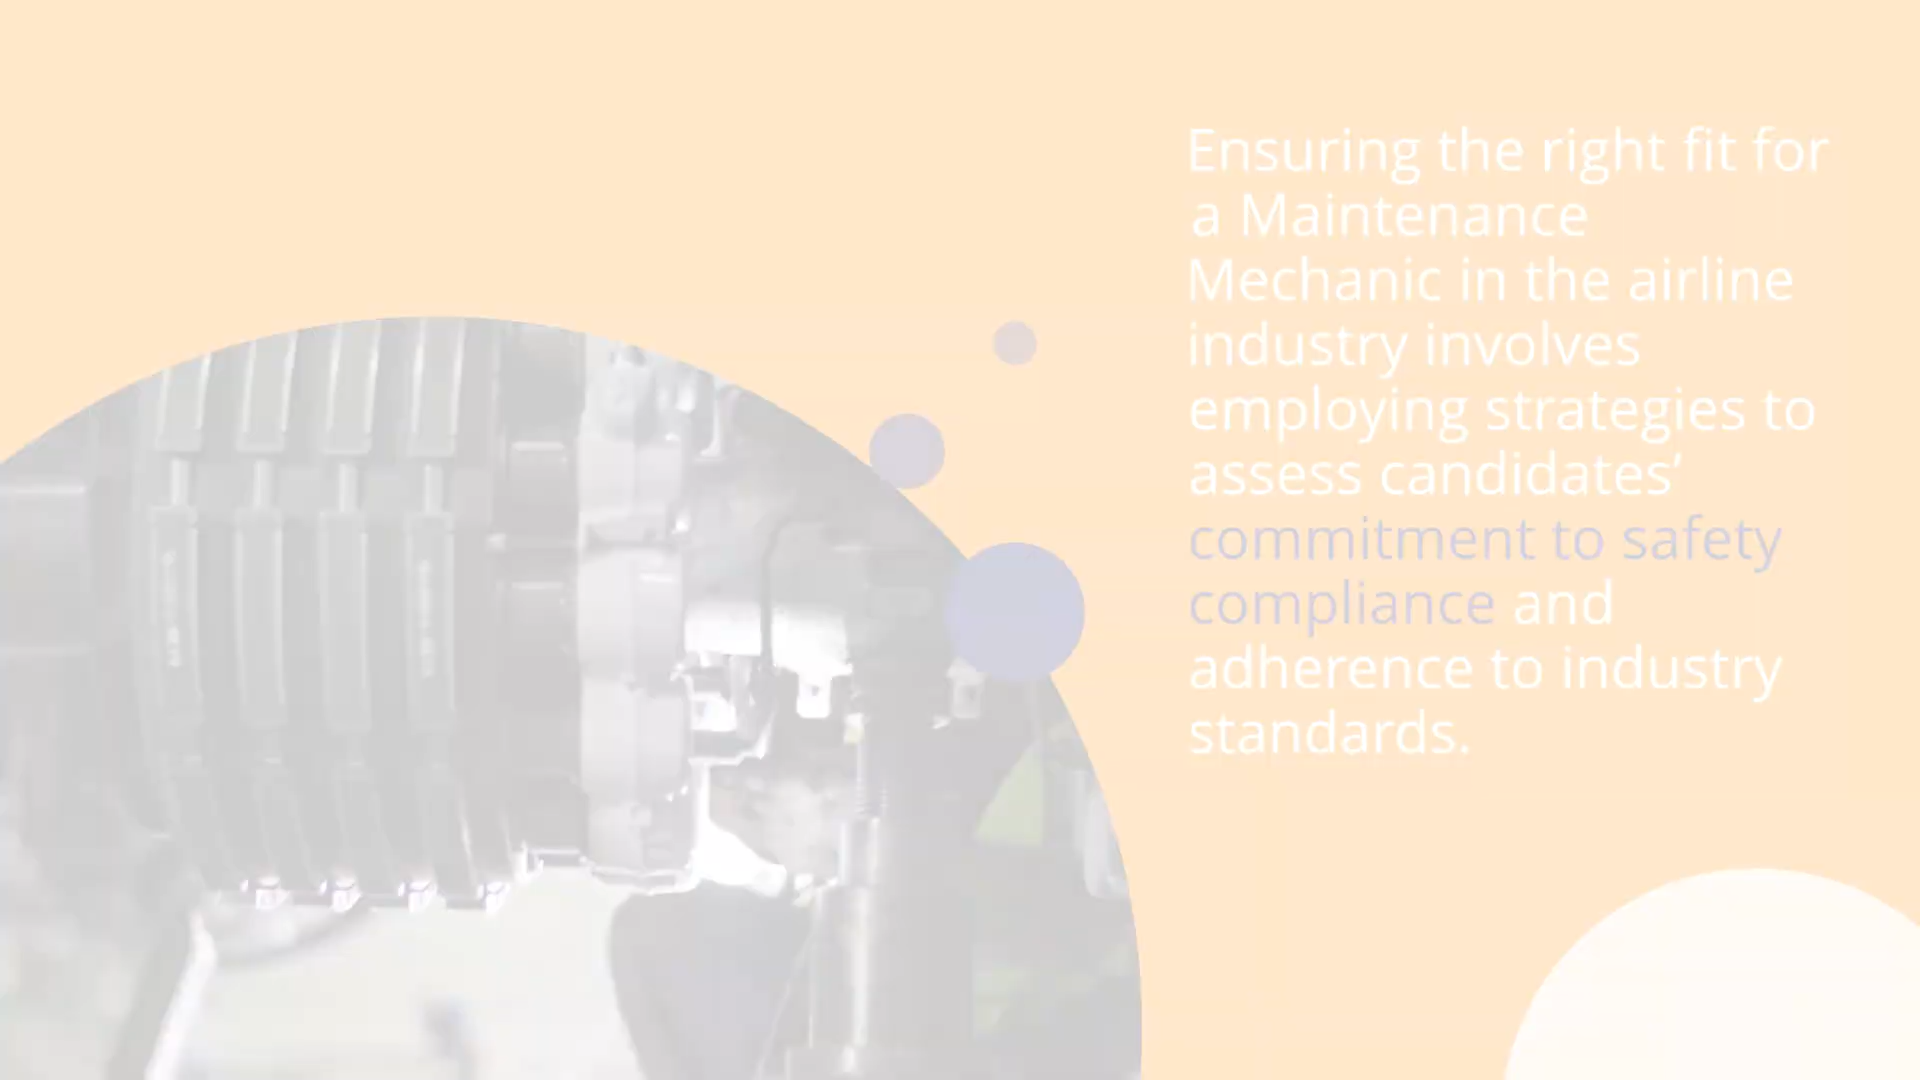 Ensuring the right fit for
a Maintenance
Mechanic in the airline
industry involves
employing strategies to
assess candidates’
commitment to safety
compliance and
adherence to industry
standards.